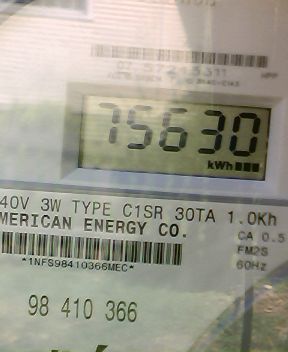 75630
kWh
40V 3W TYPE C1SR 30TA 1.0Kh
MERICAN ENERGY CO.
CA 0.5
FM2S
60Hz
*1NFS98410366MEC*
98 410 366